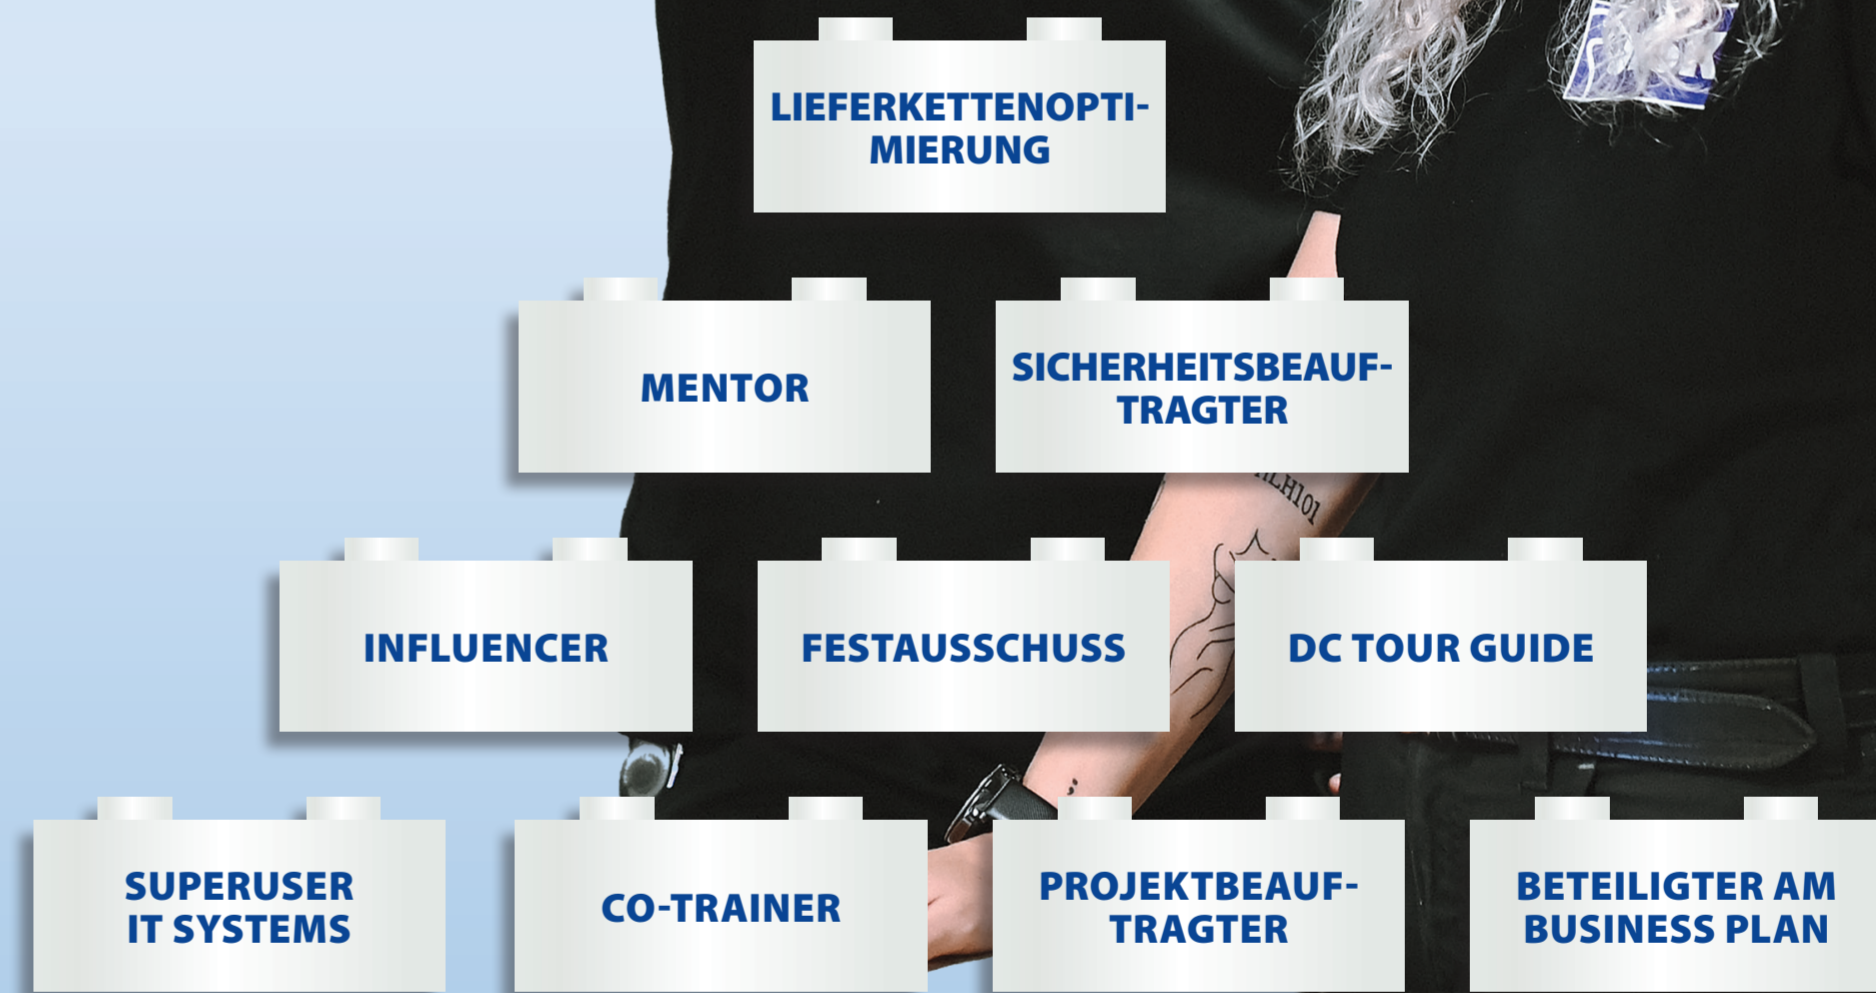 LIEFERKETTENOPTI-
MIERUNG
MENTOR
SICHERHEITSBEAUF-
TRAGTER
INFLUENCER
FESTAUSSCHUSS
DC TOUR GUIDE
SUPERUSER
IT SYSTEMS
CO-TRAINER
PROJEKTBEAUF-
TRAGTER
BETEILIGTER AM
BUSINESS PLAN